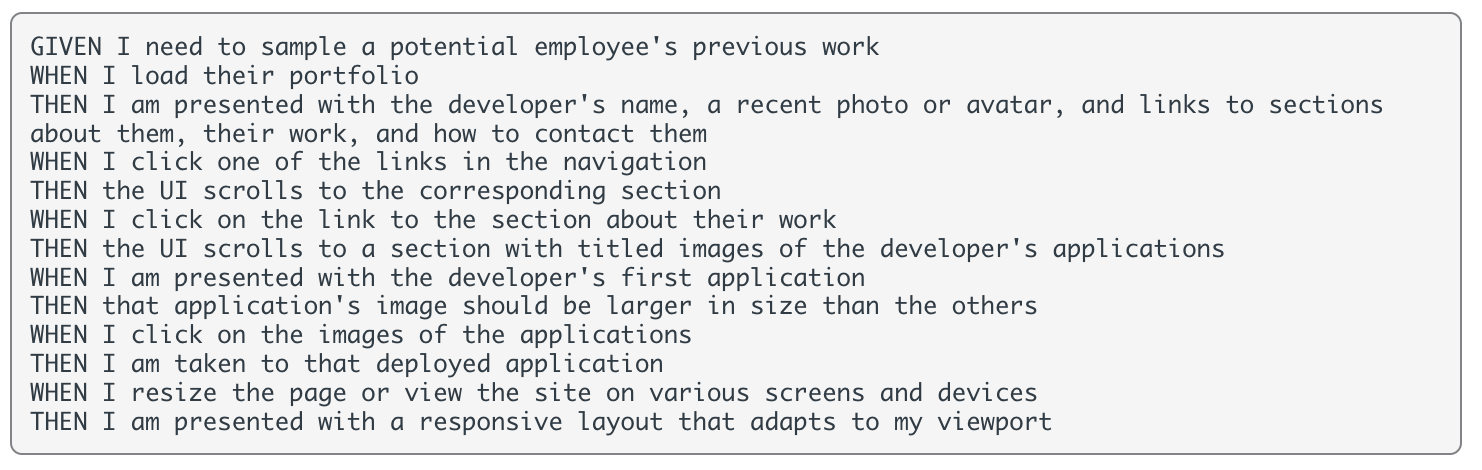 GIVEN I need to sample a potential employee's previous work
WHEN I load their portfolio
THEN I am presented with the developer's name, a recent photo or avatar, and links to sections
about them, their work, and how to contact them
WHEN I click one of the links in the navigation
THEN the UI scrolls to the corresponding section
WHEN I click on the link to the section about their work
THEN the UI scrolls to a section with titled images of the developer's applications
WHEN I am presented with the developer's first application
THEN that application's image should be larger in size than the others
WHEN I click on the images of the applications
THEN I am taken to that deployed application
WHEN I resize the page or view the site on various screens and devices
THEN I am presented with a responsive layout that adapts to my viewport